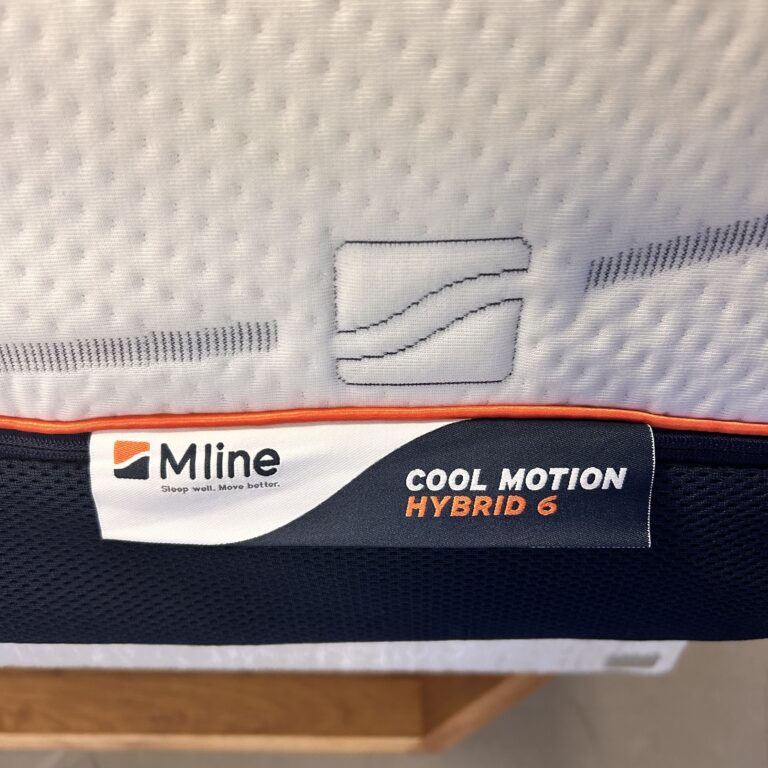 Mline
Sleep well. Move better.
COOL MOTION
HYBRID 6